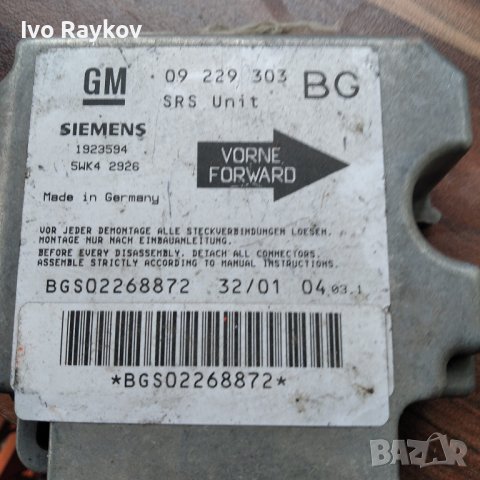 Ivo Raykov
GM 09 229 303 BG
SRS Unit
SIEMENS
1923594
5WK4 2926
VORNE
FORWARD
Made in Germany
VOR JEDER DEMONTAGE ALLE STECKVERBINDUNGEN LOESEN.
MONTAGE NUR NACH EINBAUANLEITUNG.
BEFORE EVERY DISASSEMBLY, DETACH ALL CONNECTORS.
ASSEMBLE STRICTLY ACCORDING TO MANUAL INSTRUCTIONS.
BGS02268872 32/01 04.03.1
*BGS02268872*
BAZAR